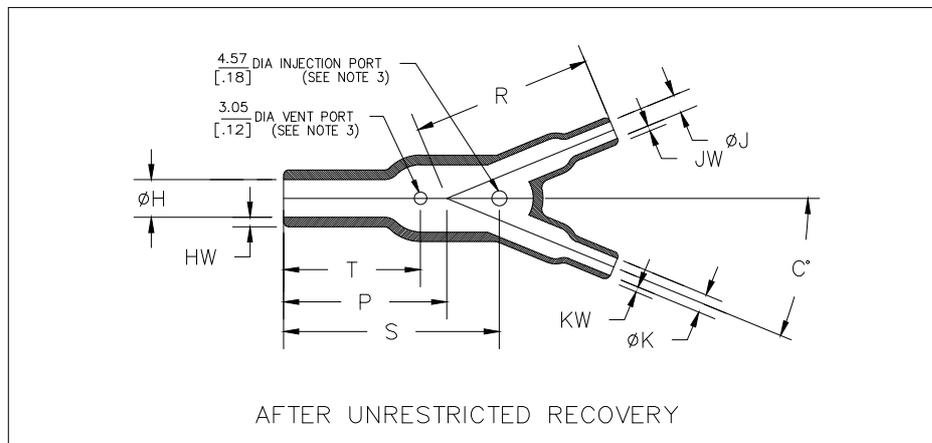 4.57
[.18] DIA INJECTION PORT
(SEE NOTE 3)
3.05
[.12] DIA VENT PORT
(SEE NOTE 3)
R
øJ
JW
øH
HW
T
P
S
C°
KW
øK
AFTER UNRESTRICTED RECOVERY